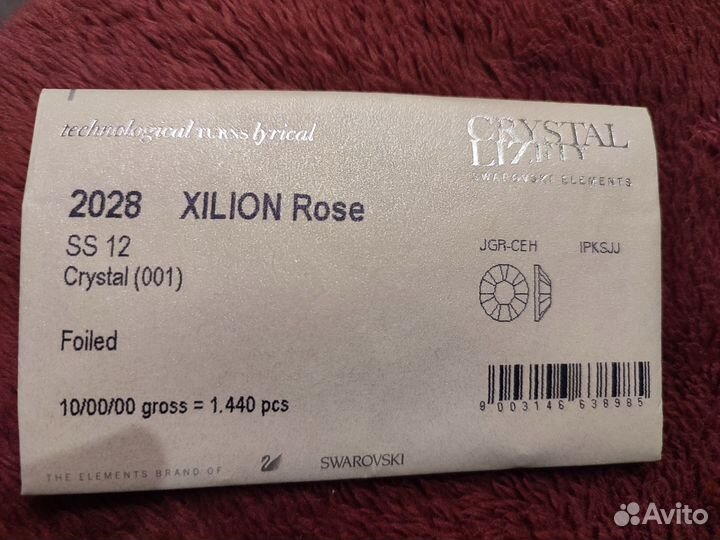 technological TURNS lyrical
CRYSTAL
LIZED
SWAROVSKI ELEMENTS
2028 XILION Rose
SS 12
Crystal (001)
JGR-CEH IPKSJJ
Foiled
10/00/00 gross = 1.440 pcs
9 003146 638985
THE ELEMENTS BRAND OF SWAROVSKI
Avito